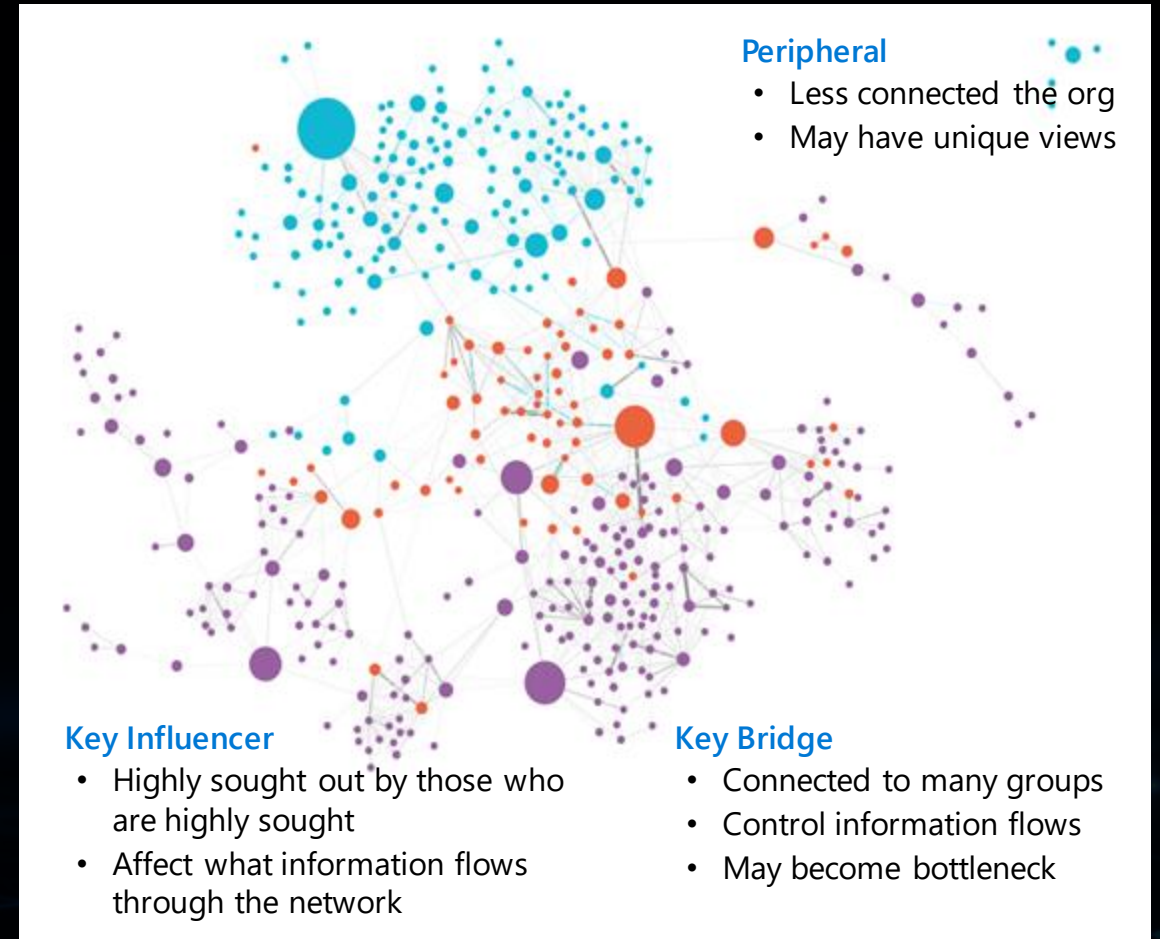 Peripheral
• Less connected the org
• May have unique views
Key Influencer
• Highly sought out by those who
are highly sought
• Affect what information flows
through the network
Key Bridge
• Connected to many groups
• Control information flows
• May become bottleneck